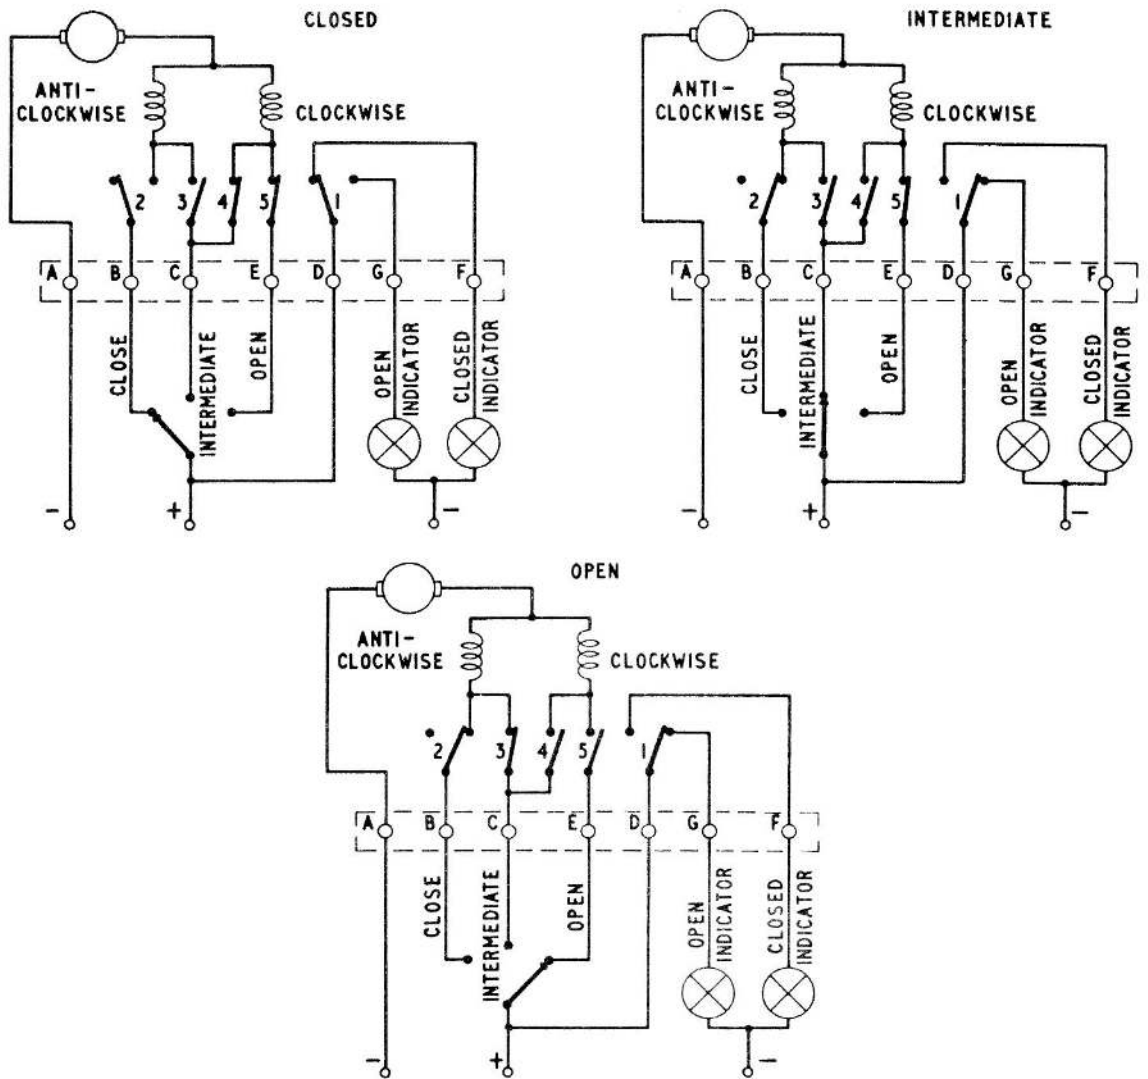 CLOSED
ANTI-
CLOCKWISE
CLOCKWISE
2 3 4 5 1
A B C E D G F
CLOSE
INTERMEDIATE
OPEN
OPEN
INDICATOR
CLOSED
INDICATOR
- + -
INTERMEDIATE
ANTI-
CLOCKWISE
CLOCKWISE
2 3 4 5 1
A B C E D G F
CLOSE
INTERMEDIATE
OPEN
OPEN
INDICATOR
CLOSED
INDICATOR
- + -
OPEN
ANTI-
CLOCKWISE
CLOCKWISE
2 3 4 5 1
A B C E D G F
CLOSE
INTERMEDIATE
OPEN
OPEN
INDICATOR
CLOSED
INDICATOR
- + -